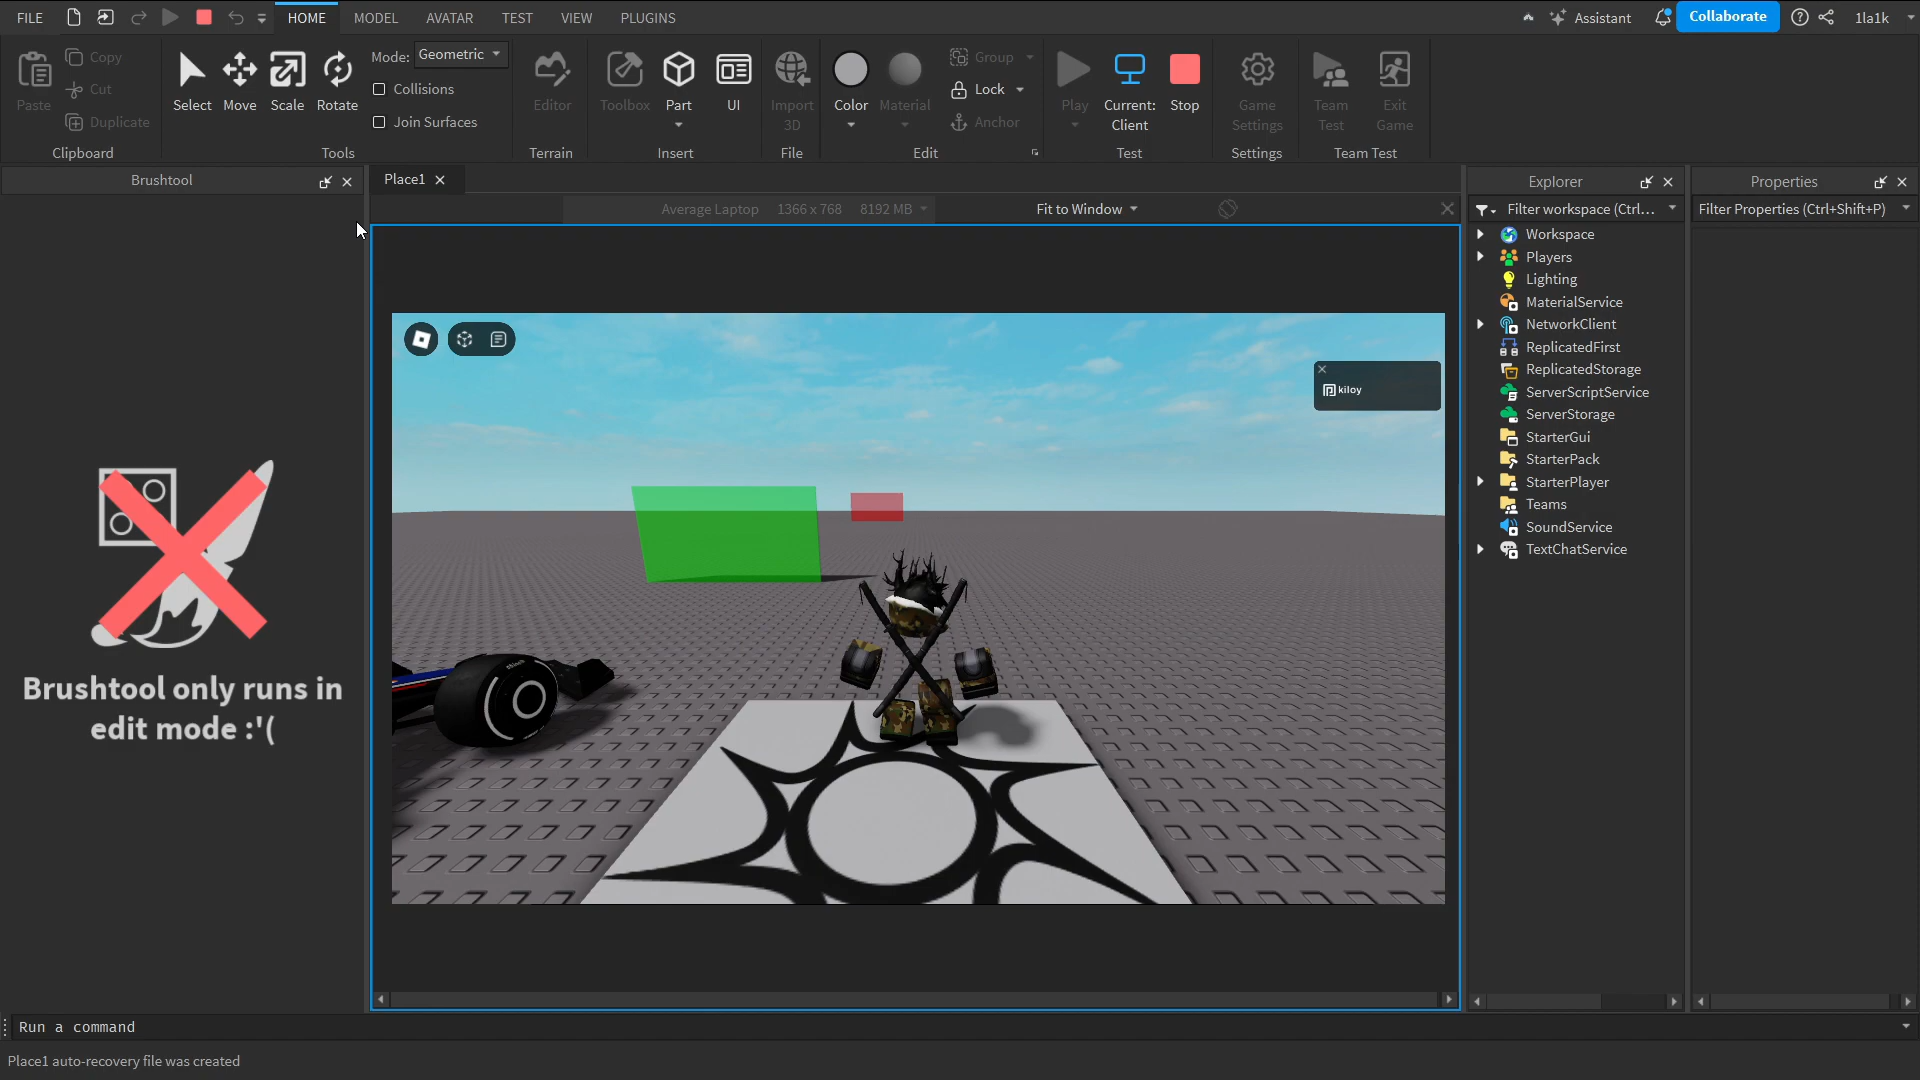 FILE
HOME
MODEL
AVATAR
TEST
VIEW
PLUGINS
Assistant
Collaborate
1la1k
Paste
Copy
Cut
Duplicate
Clipboard
Select
Move
Scale
Rotate
Mode: Geometric
Collisions
Join Surfaces
Tools
Editor
Terrain
Toolbox
Part
UI
Insert
Import
3D
File
Color
Material
Group
Lock
Anchor
Edit
Play
Current:
Client
Stop
Test
Game
Settings
Settings
Team
Test
Exit
Game
Team Test
Brushtool
Place1
Average Laptop 1366 x 768 8192 MB
Fit to Window
Brushtool only runs in
edit mode :'(
kiloy
Explorer
Filter workspace (Ctrl...
Workspace
Players
Lighting
MaterialService
NetworkClient
ReplicatedFirst
ReplicatedStorage
ServerScriptService
ServerStorage
StarterGui
StarterPack
StarterPlayer
Teams
SoundService
TextChatService
Properties
Filter Properties (Ctrl+Shift+P)
Run a command
Place1 auto-recovery file was created